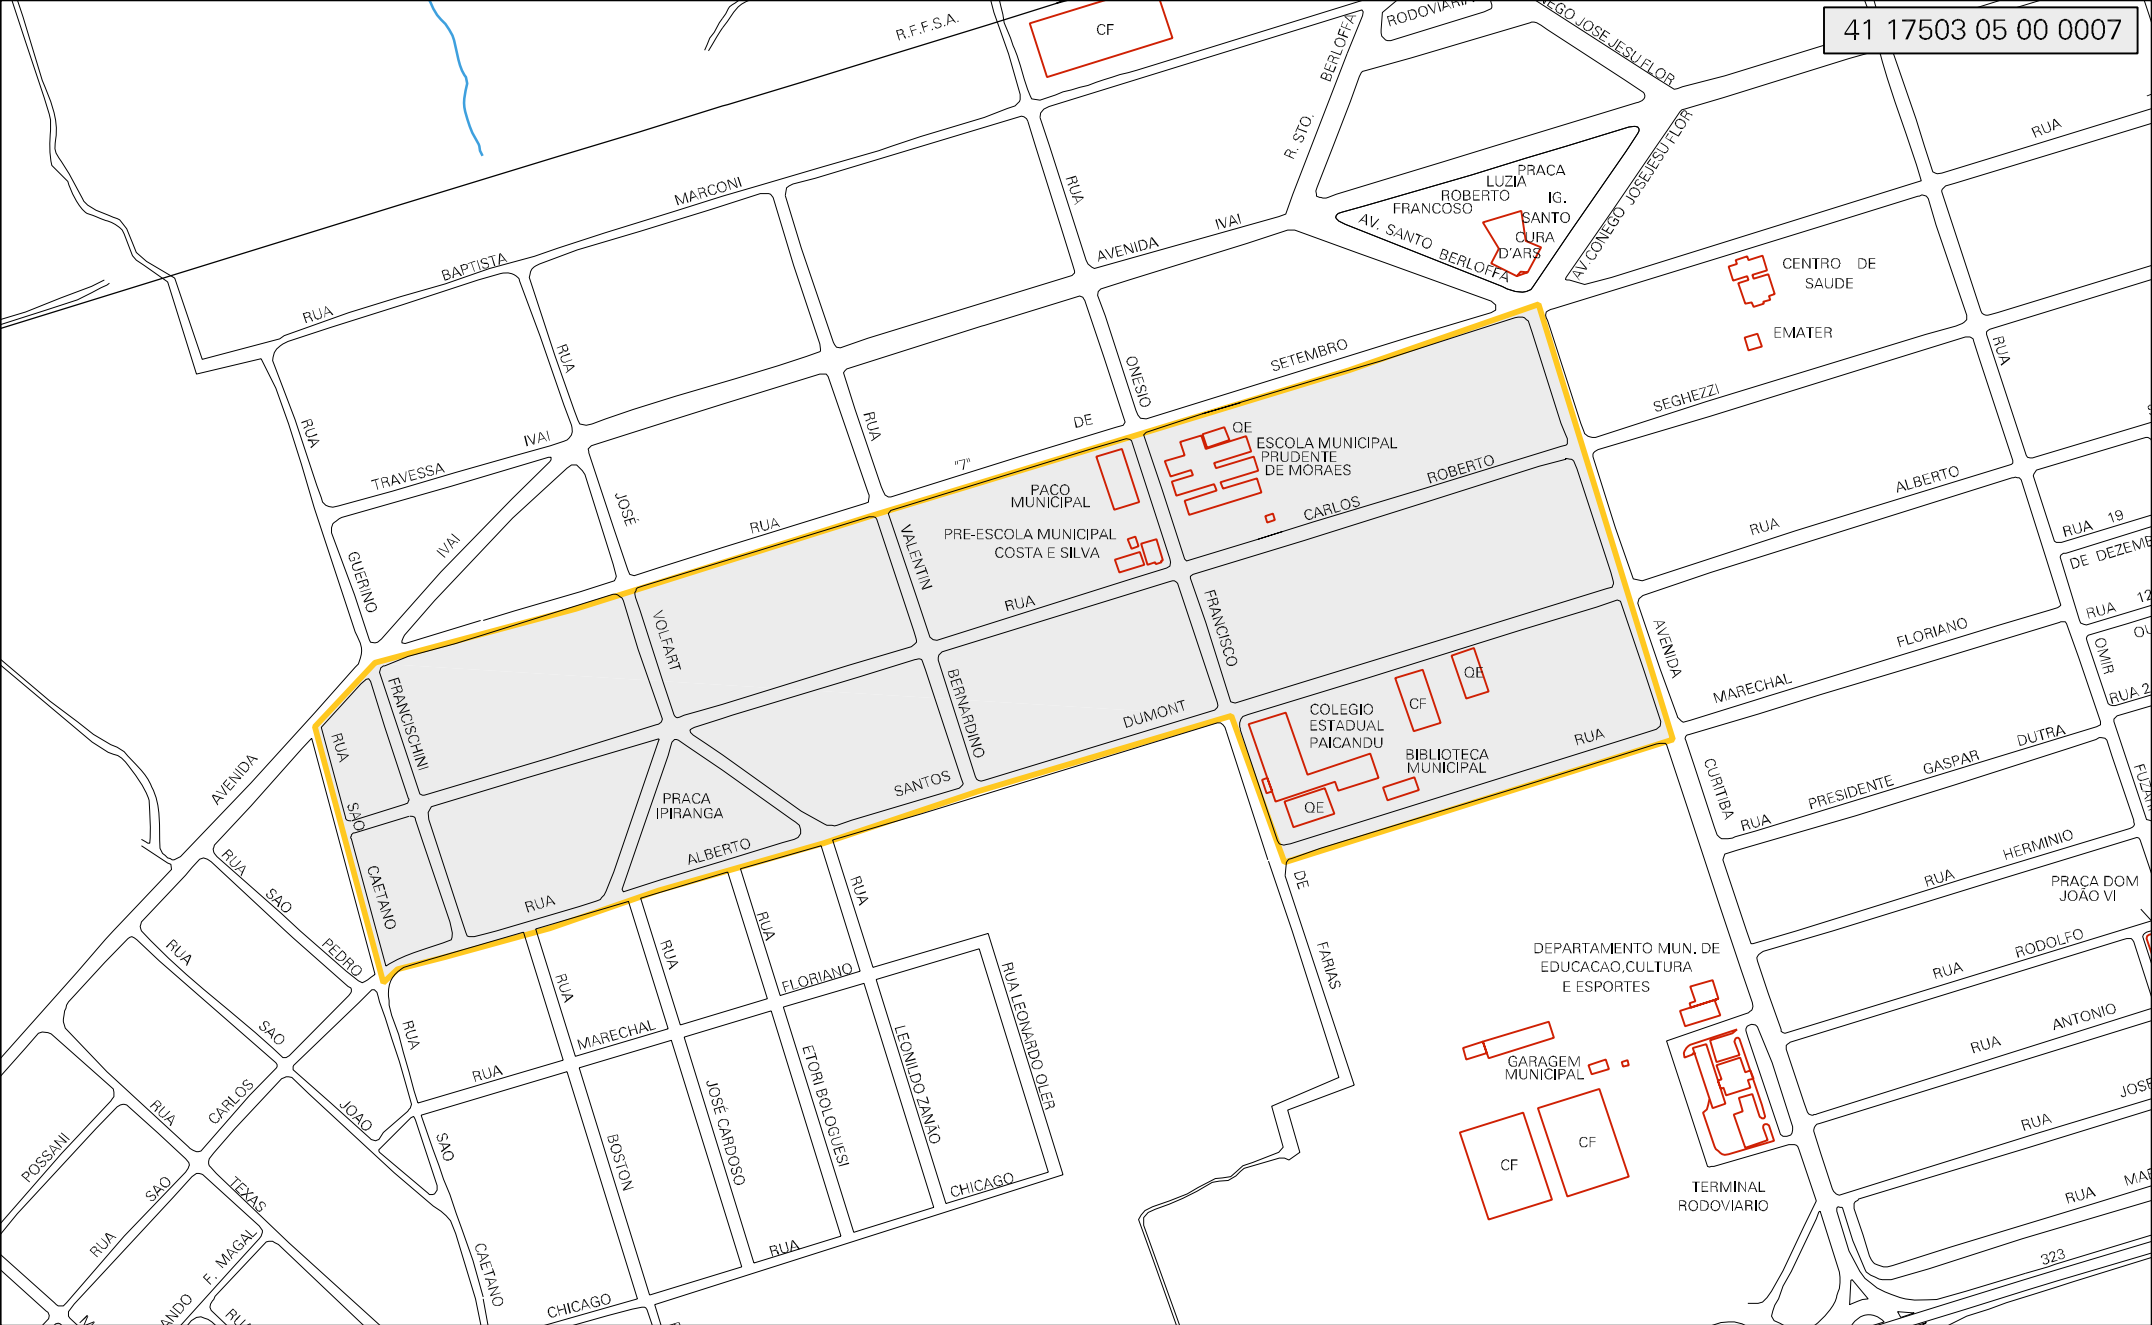 41 17503 05 00 0007
R.F.F.S.A.
CF
RODOVIARIA
JOSE JESU FLOR
BERLOFFA
R. STO.
RUA
MARCONI
BAPTISTA
RUA
RUA
AVENIDA
IVAI
PRACA
LUZIA
ROBERTO
FRANCOSO
IG.
SANTO
CURA
D'ARS
AV. SANTO
BERLOFFA
AV.CONEGO JOSEJESU FLOR
CENTRO DE
SAUDE
EMATER
RUA
SEGHEZZI
RUA
RUA
RUA
TRAVESSA
IVAI
RUA
ONESIO
SETEMBRO
DE
"7"
RUA
JOSÉ
IVAI
GUERINO
QE
ESCOLA MUNICIPAL
PRUDENTE
DE MORAES
PACO
MUNICIPAL
PRE-ESCOLA MUNICIPAL
COSTA E SILVA
CARLOS
ROBERTO
RUA
VALENTIN
FRANCISCO
VOLFART
BERNARDINO
FRANCISCHINI
RUA
SAO
CAETANO
AVENIDA
PRACA
IPIRANGA
DUMONT
SANTOS
ALBERTO
RUA
COLEGIO
ESTADUAL
PAICANDU
CF
QE
QE
BIBLIOTECA
MUNICIPAL
RUA
AVENIDA
CURITIBA
RUA
ALBERTO
RUA 19
DE
RUA
OMIR
RUA
MARECHAL
FLORIANO
RUA
PRESIDENTE
GASPAR
DUTRA
RUA
HERMINIO
PRAÇA DOM
JOÃO VI
RUA
RODOLFO
RUA
ANTONIO
RUA
RUA
323
DEPARTAMENTO MUN. DE
EDUCACAO,CULTURA
E ESPORTES
GARAGEM
MUNICIPAL
CF
CF
TERMINAL
RODOVIARIO
DE
FARIAS
RUA
SAO
PEDRO
RUA
SAO
CARLOS
JOAO
RUA
POSSANI
SAO
RUA
TEXAS
F. MAGAL
RUA
SAO
CAETANO
RUA
MARECHAL
FLORIANO
RUA
BOSTON
RUA
JOSÉ CARDOSO
RUA
ETORI BOLOGUESI
RUA
LEONILDO ZANÃO
RUA LEONARDO OLER
CHICAGO
RUA
CHICAGO